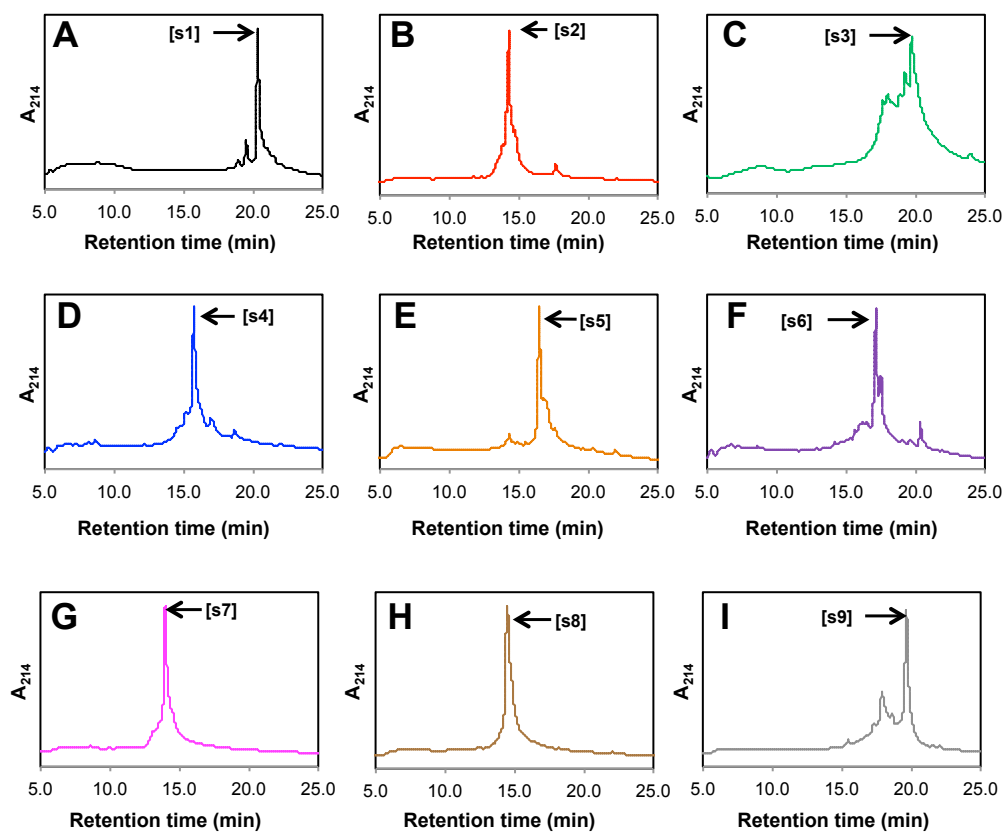 A
[s1]
A214
5.0 10.0 15.0 20.0 25.0
Retention time (min)
B
[s2]
A214
5.0 10.0 15.0 20.0 25.0
Retention time (min)
C
[s3]
A214
5.0 10.0 15.0 20.0 25.0
Retention time (min)
D
[s4]
A214
5.0 10.0 15.0 20.0 25.0
Retention time (min)
E
[s5]
A214
5.0 10.0 15.0 20.0 25.0
Retention time (min)
F
[s6]
A214
5.0 10.0 15.0 20.0 25.0
Retention time (min)
G
[s7]
A214
5.0 10.0 15.0 20.0 25.0
Retention time (min)
H
[s8]
A214
5.0 10.0 15.0 20.0 25.0
Retention time (min)
I
[s9]
A214
5.0 10.0 15.0 20.0 25.0
Retention time (min)